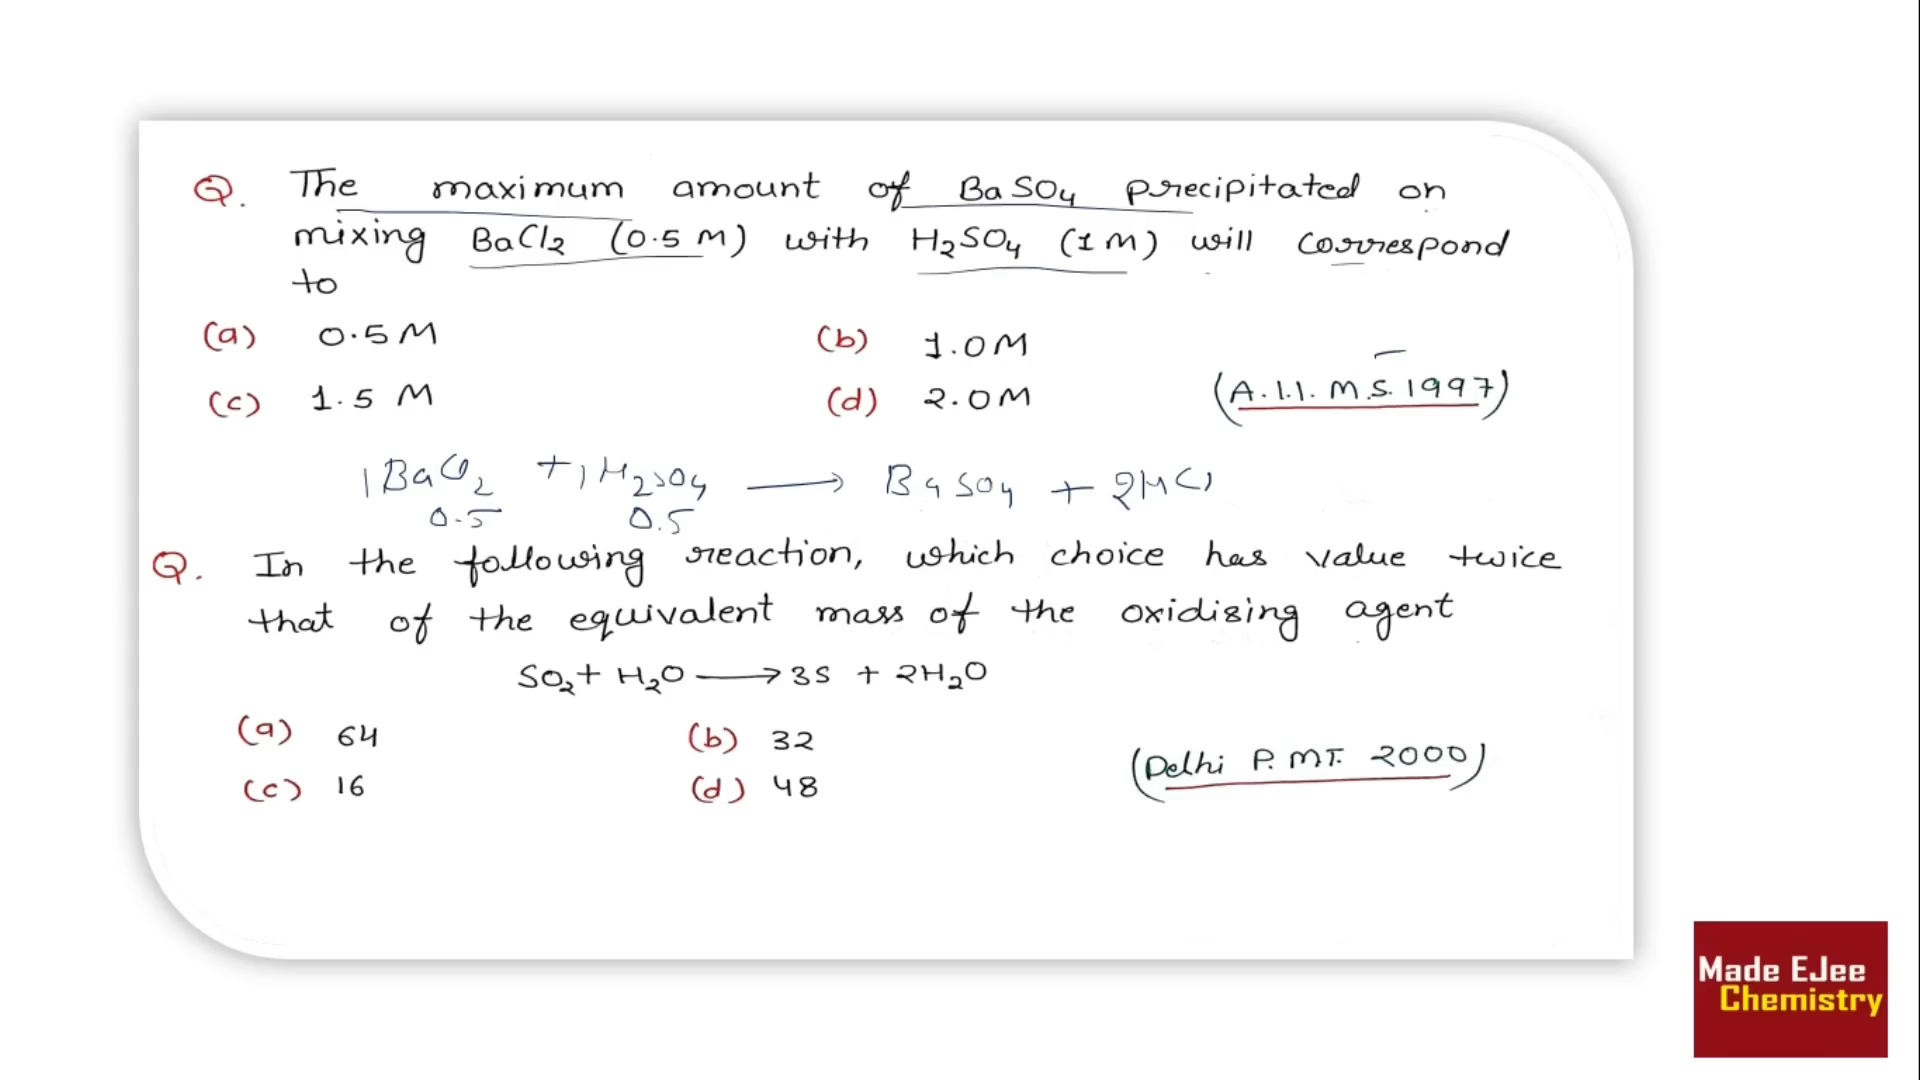 Q. The maximum amount of BaSO4 precipitated on
mixing BaCl2 (0.5 M) with H2SO4 (1M) will correspond
to
(a) 0.5 M (b) 1.0 M
(c) 1.5 M (d) 2.0 M (A.I.I.M.S. 1997)
1BaCl2 + 1H2SO4 ⟶ BaSO4 + 2HCl
0.5 0.5
Q. In the following reaction, which choice has value twice
that of the equivalent mass of the oxidising agent
SO2 + H2O ⟶ 3S + 2H2O
(a) 64 (b) 32
(c) 16 (d) 48 (Delhi P.M.T. 2000)
Made EJee
Chemistry